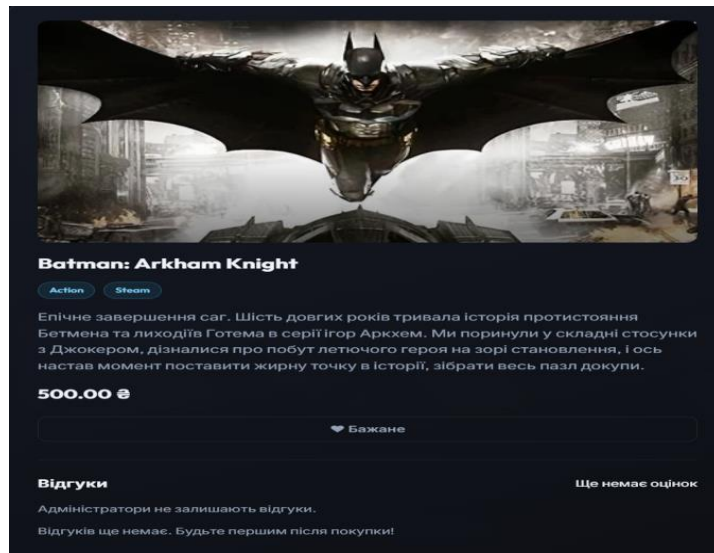 Batman: Arkham Knight
Action Steam
Епічне завершення саг. Шість довгих років тривала історія протистояння
Бетмена та лиходіїв Готема в серії ігор Аркхем. Ми поринули у складні стосунки
з Джокером, дізналися про побут летючого героя на зорі становлення, і ось
настав момент поставити жирну точку в історії, зібрати весь пазл докупи.
500.00 ₴
❤ Бажане
Відгуки Ще немає оцінок
Адміністратори не залишають відгуки.
Відгуків ще немає. Будьте першим після покупки!